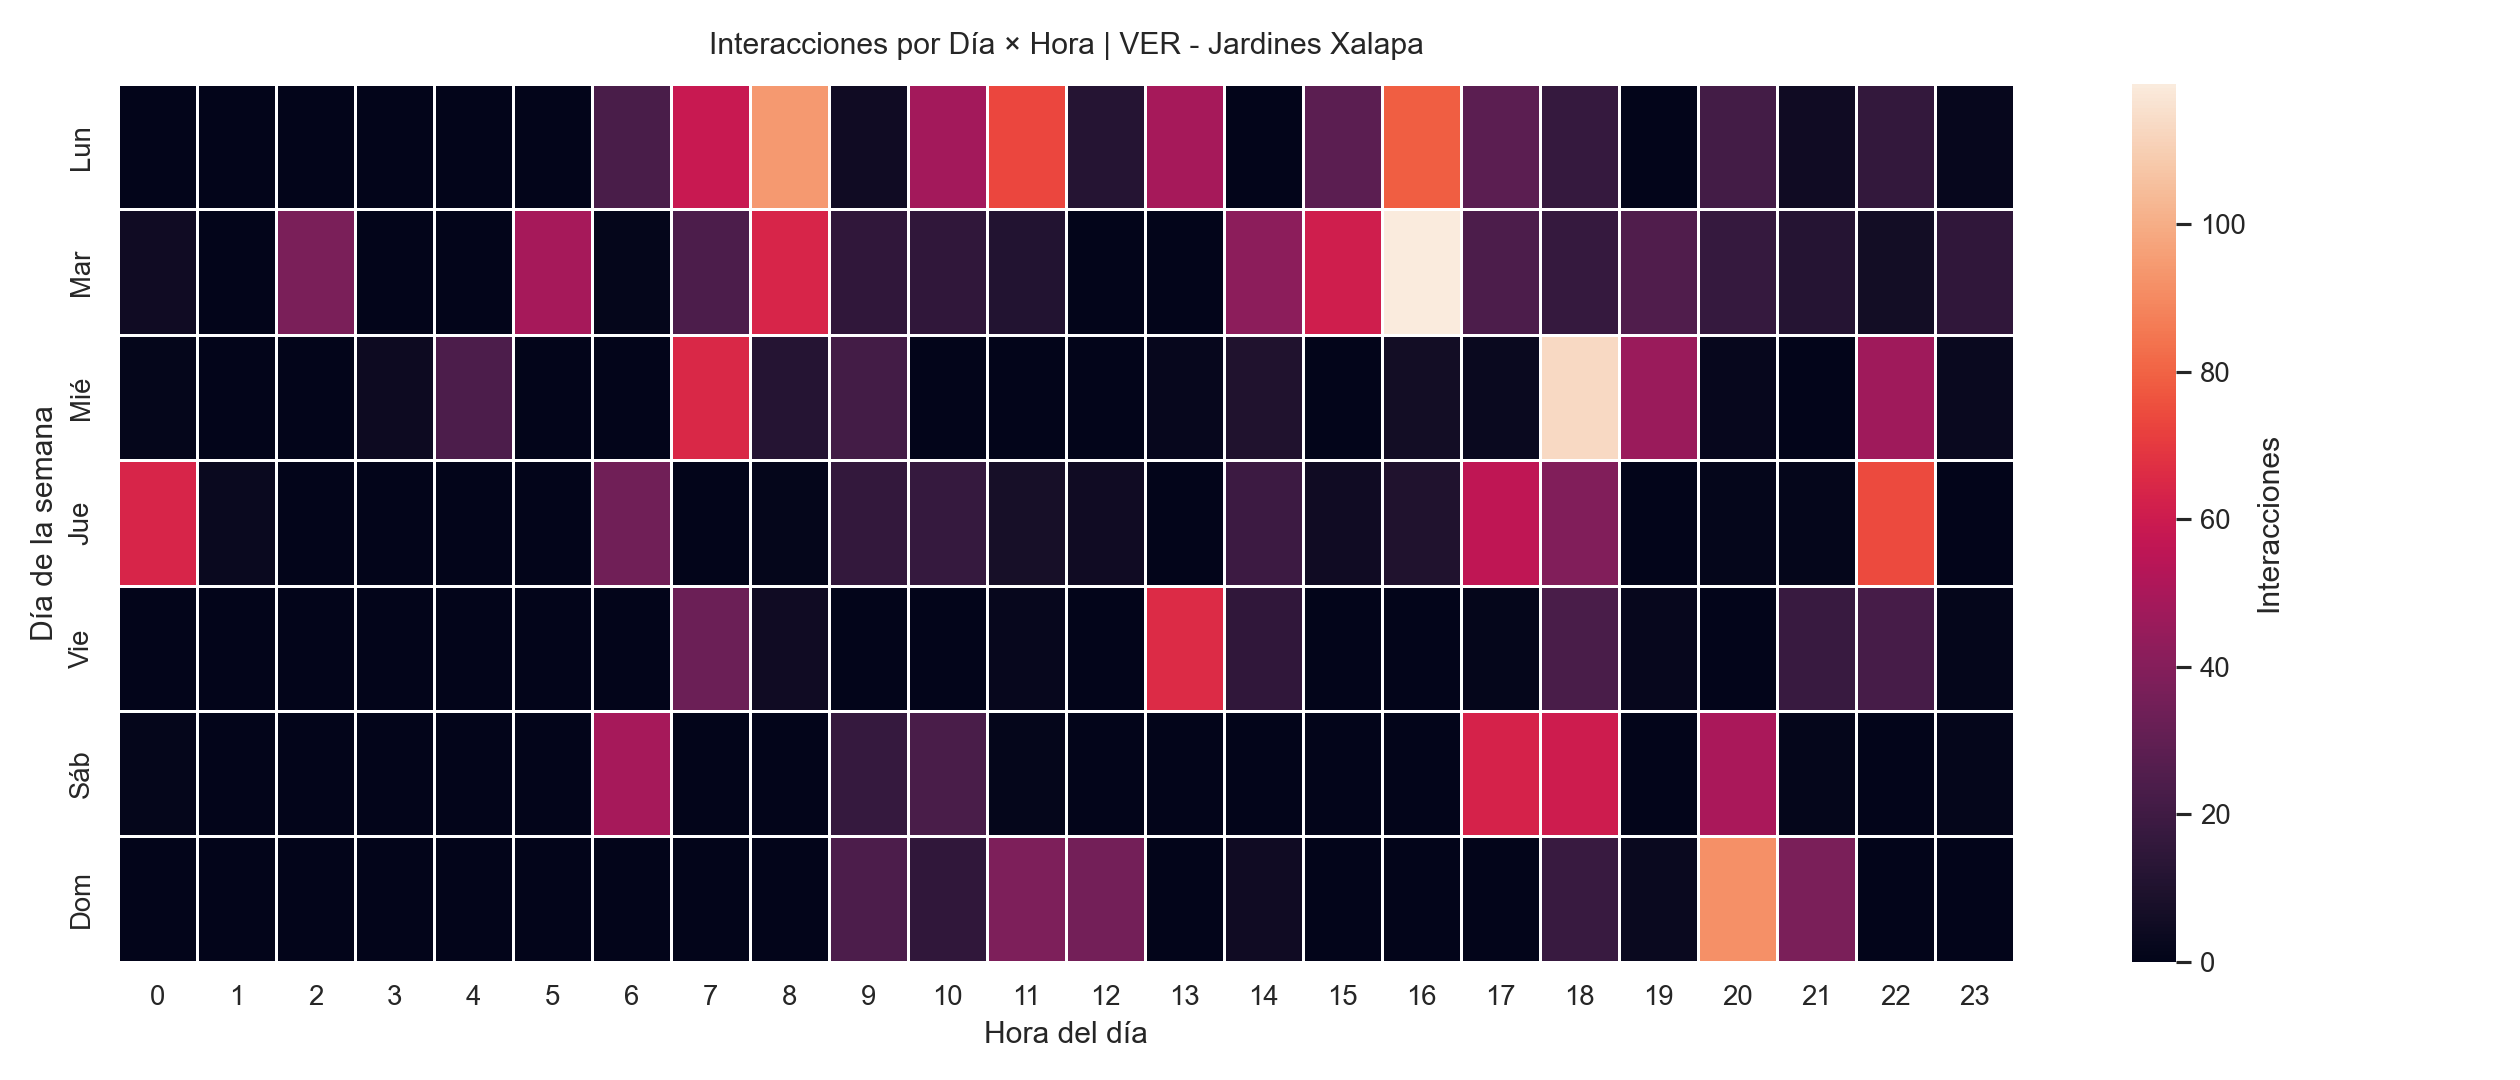 Interacciones por Día × Hora | VER - Jardines Xalapa
Día de la semana
Lun
Mar
Mié
Jue
Vie
Sáb
Dom
0 1 2 3 4 5 6 7 8 9 10 11 12 13 14 15 16 17 18 19 20 21 22 23
Hora del día
100
80
60
40
20
0
Interacciones